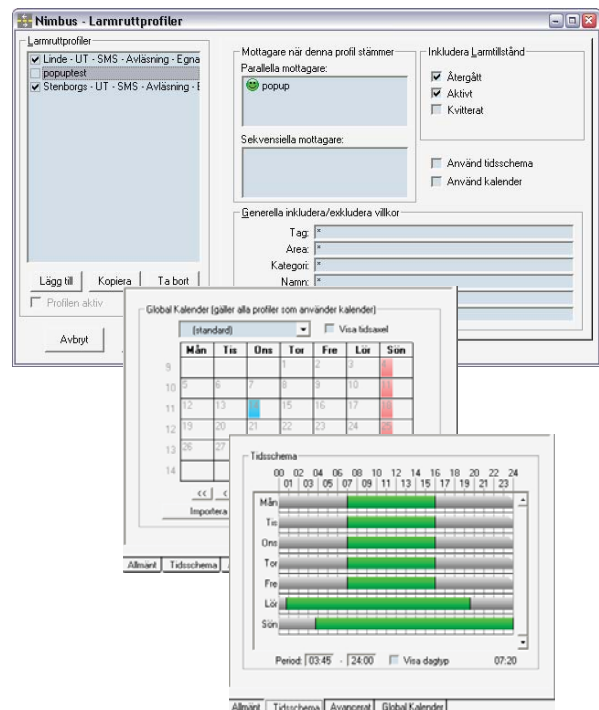 Nimbus - Larmruttprofiler
Larmruttprofiler
Linde - UT - SMS - Avläsning - Egna
popuptest
Stenborgs - UT - SMS - Avläsning - E
Lägg till Kopiera Ta bort
Profilen aktiv
Avbryt
Mottagare när denna profil stämmer
Parallella mottagare:
popup
Sekvensiella mottagare:
Inkludera Larmtillstånd
Återgått
Aktivt
Kvitterat
Använd tidsschema
Använd kalender
Generella inkludera/exkludera villkor
Tag: *
Area: *
Kategori: *
Namn: *
Global Kalender (gäller alla profiler som använder kalender)
(standard) Visa tidsaxel
Mån Tis Ons Tor Fre Lör Sön
9 1 2 3 4
10 5 6 7 8 9 10 11
11 12 13 14 15 16 17 18
12 19 20 21 22 23 24 25
13 26 27
14
<< <
Importera
Allmänt Tidsschema
Tidsschema
00 02 04 06 08 10 12 14 16 18 20 22 24
01 03 05 07 09 11 13 15 17 19 21 23
Mån
Tis
Ons
Tor
Fre
Lör
Sön
Period: 03:45 - 24:00 Visa dagtyp 07:20
Allmänt Tidsschema Avancerat Global Kalender